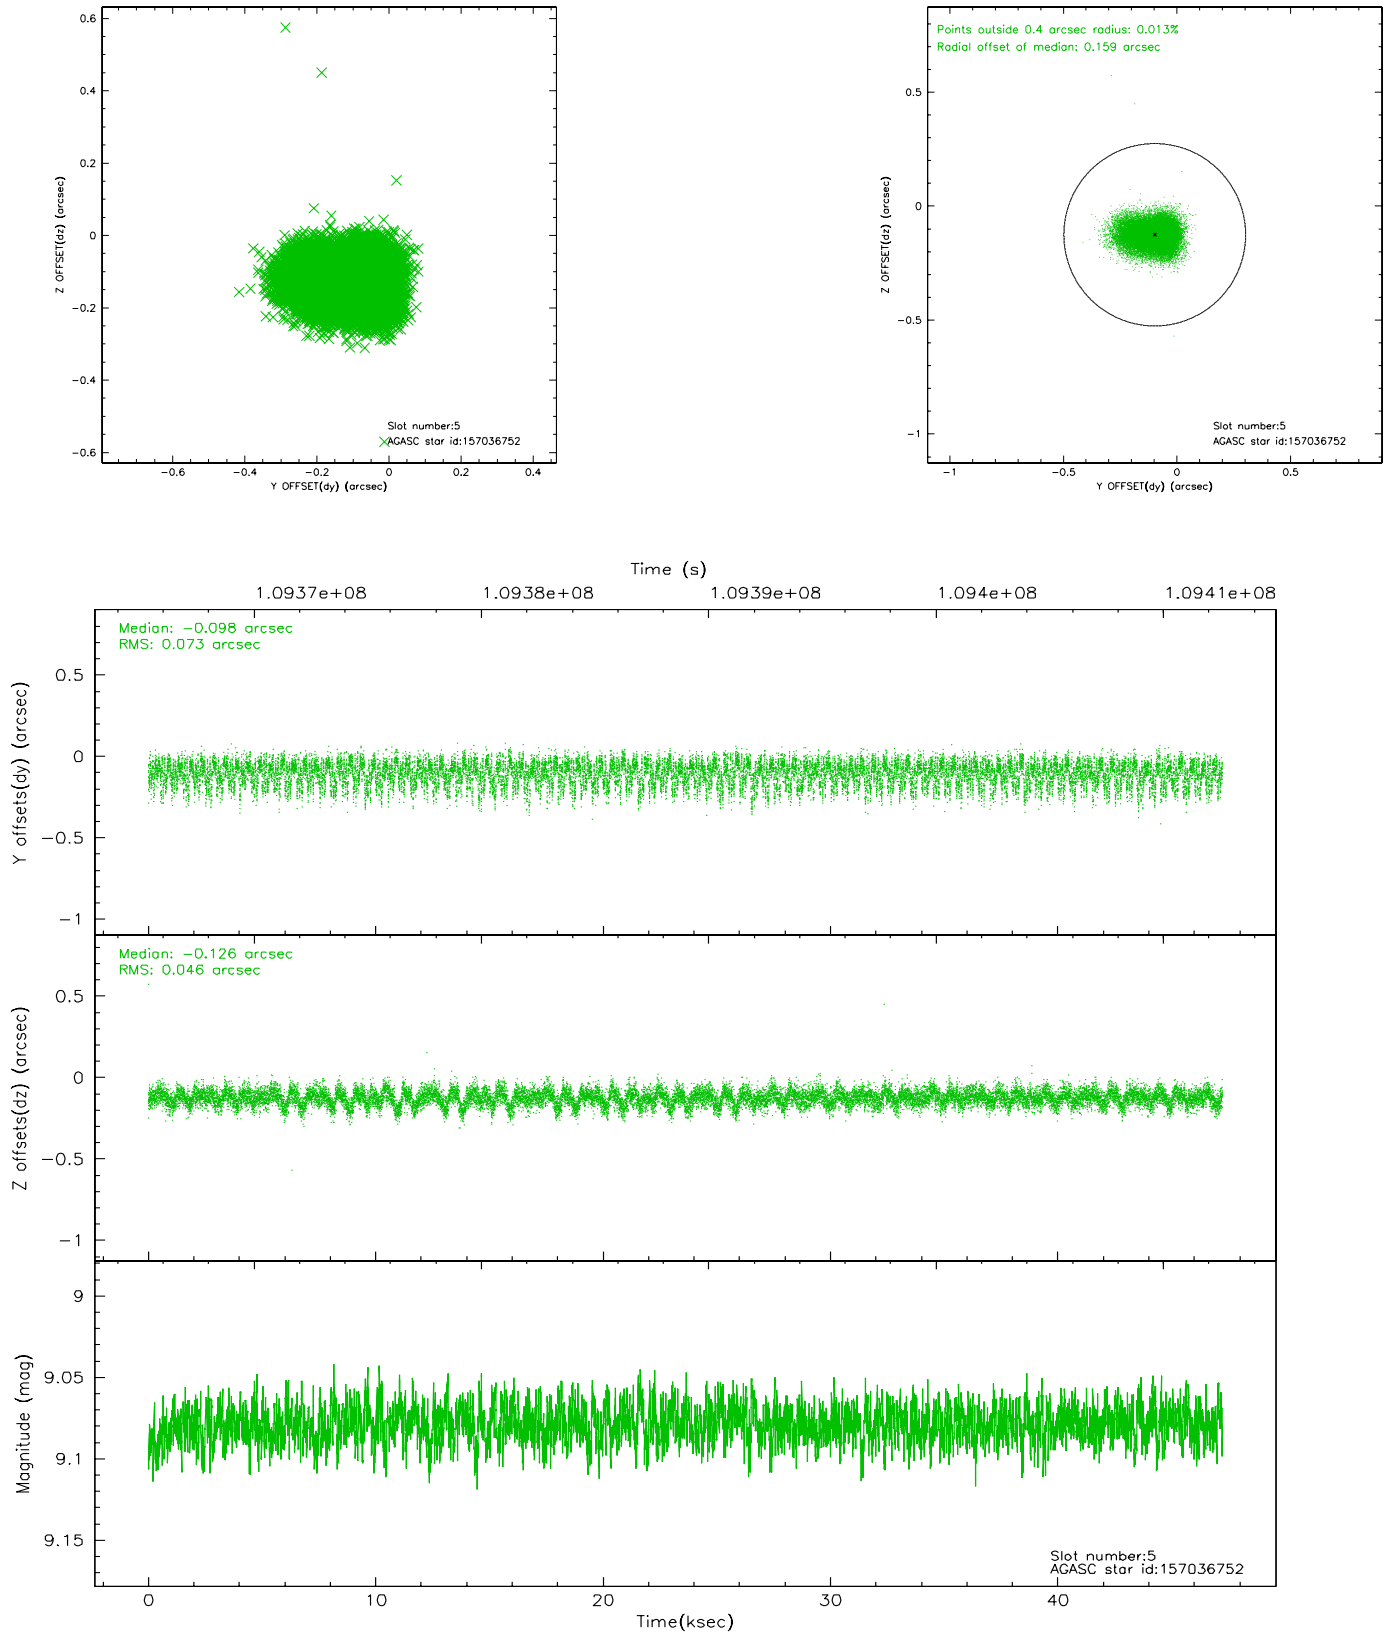 0.6
0.4
0.2
0
−0.2
−0.4
−0.6
Z OFFSET(dz) (arcsec)
Slot number:5
AGASC star id:157036752
−0.6 −0.4 −0.2 0 0.2 0.4
Y OFFSET(dy) (arcsec)
Points outside 0.4 arcsec radius: 0.013%
Radial offset of median: 0.159 arcsec
0.5
0
−0.5
−1
Z OFFSET(dz) (arcsec)
Slot number:5
AGASC star id:157036752
−1 −0.5 0 0.5
Y OFFSET(dy) (arcsec)
Time (s)
1.0937e+08 1.0938e+08 1.0939e+08 1.094e+08 1.0941e+08
Median: −0.098 arcsec
RMS: 0.073 arcsec
0.5
0
−0.5
−1
Y offsets(dy) (arcsec)
Median: −0.126 arcsec
RMS: 0.046 arcsec
0.5
0
−0.5
−1
Z offsets(dz) (arcsec)
9
9.05
9.1
9.15
Magnitude (mag)
Slot number:5
AGASC star id:157036752
0 10 20 30 40
Time(ksec)